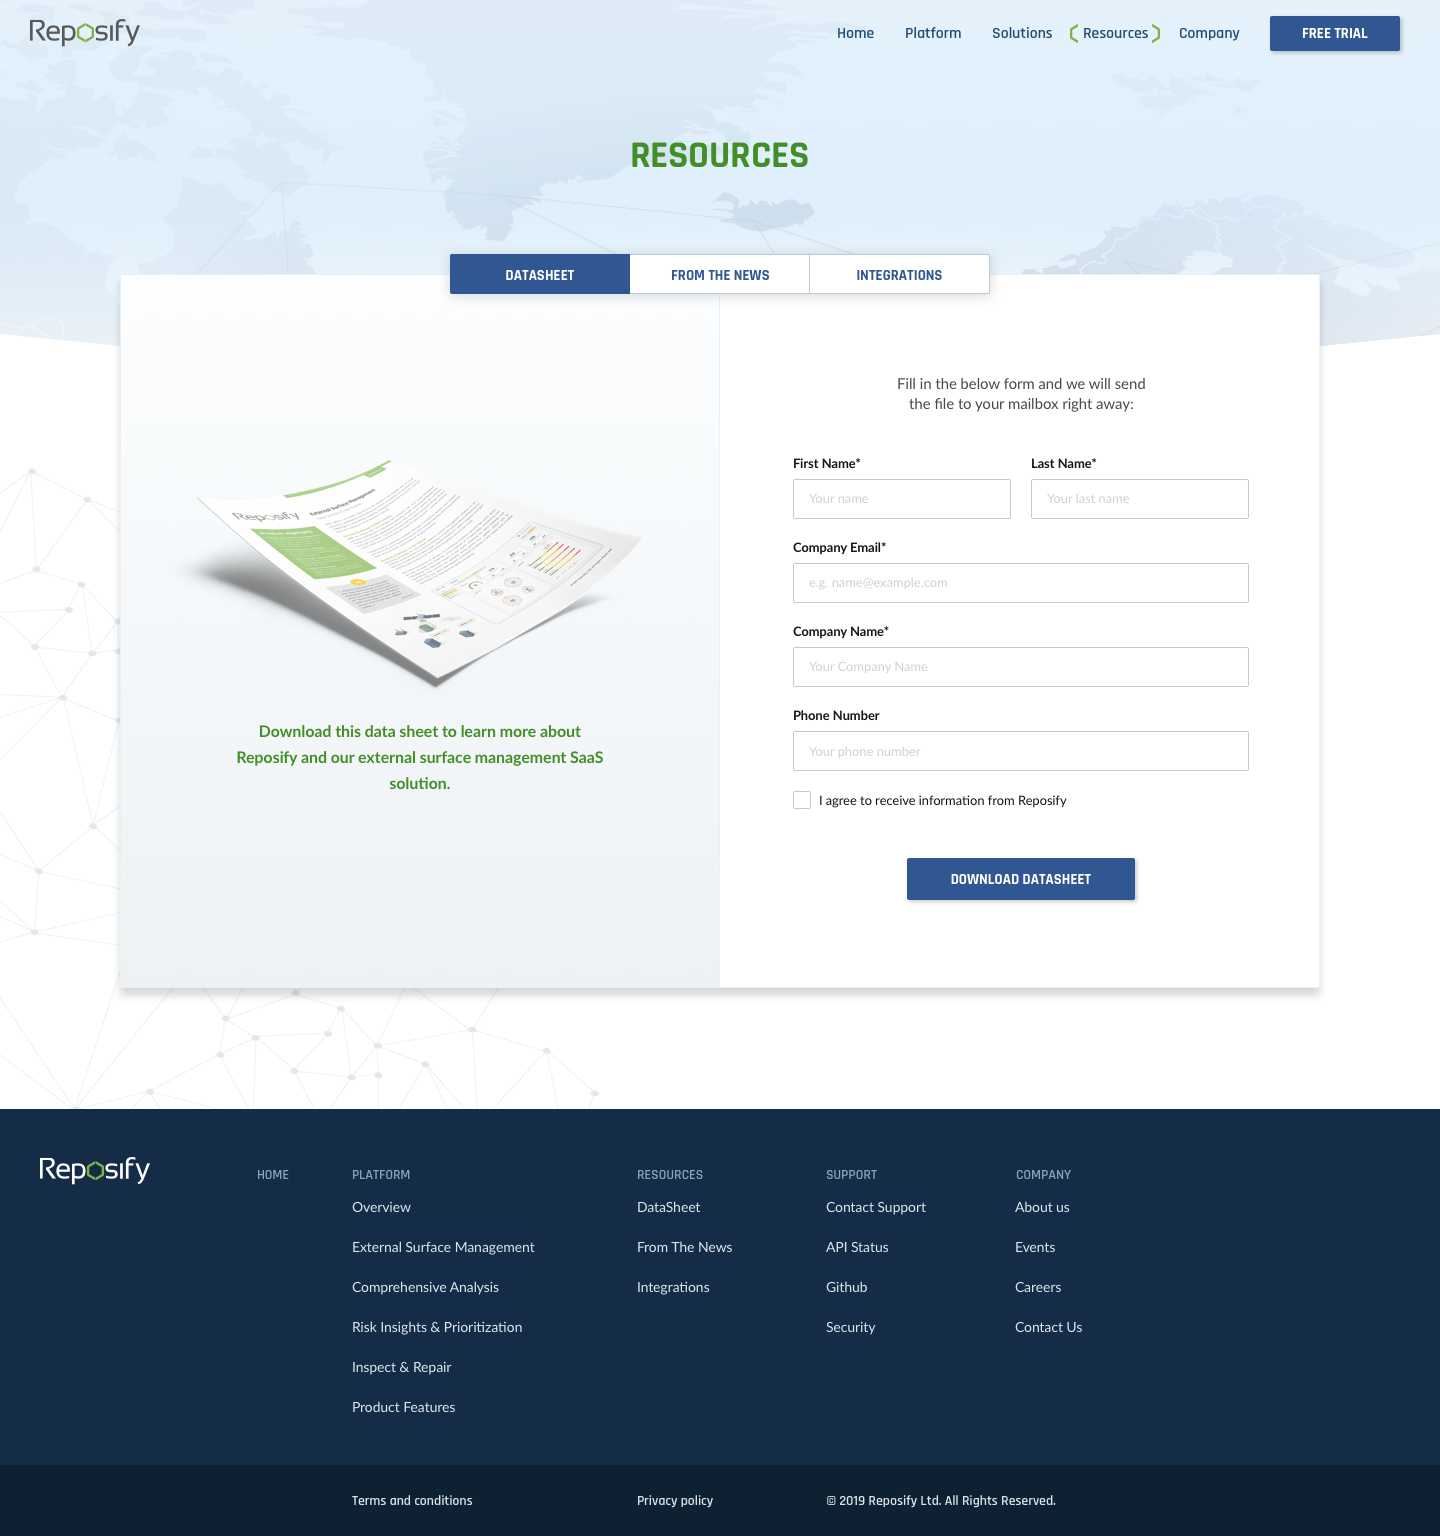 Reposify
Home Platform Solutions Resources Company FREE TRIAL
RESOURCES
DATASHEET FROM THE NEWS INTEGRATIONS
Fill in the below form and we will send
the file to your mailbox right away:
First Name* Last Name*
Your name Your last name
Company Email*
e.g. name@example.com
Company Name*
Your Company Name
Phone Number
Your phone number
I agree to receive information from Reposify
DOWNLOAD DATASHEET
Reposify
External Surface Management
Download this data sheet to learn more about
Reposify and our external surface management SaaS
solution.
Reposify
HOME
PLATFORM
Overview
External Surface Management
Comprehensive Analysis
Risk Insights & Prioritization
Inspect & Repair
Product Features
RESOURCES
DataSheet
From The News
Integrations
SUPPORT
Contact Support
API Status
Github
Security
COMPANY
About us
Events
Careers
Contact Us
Terms and conditions Privacy policy © 2019 Reposify Ltd. All Rights Reserved.